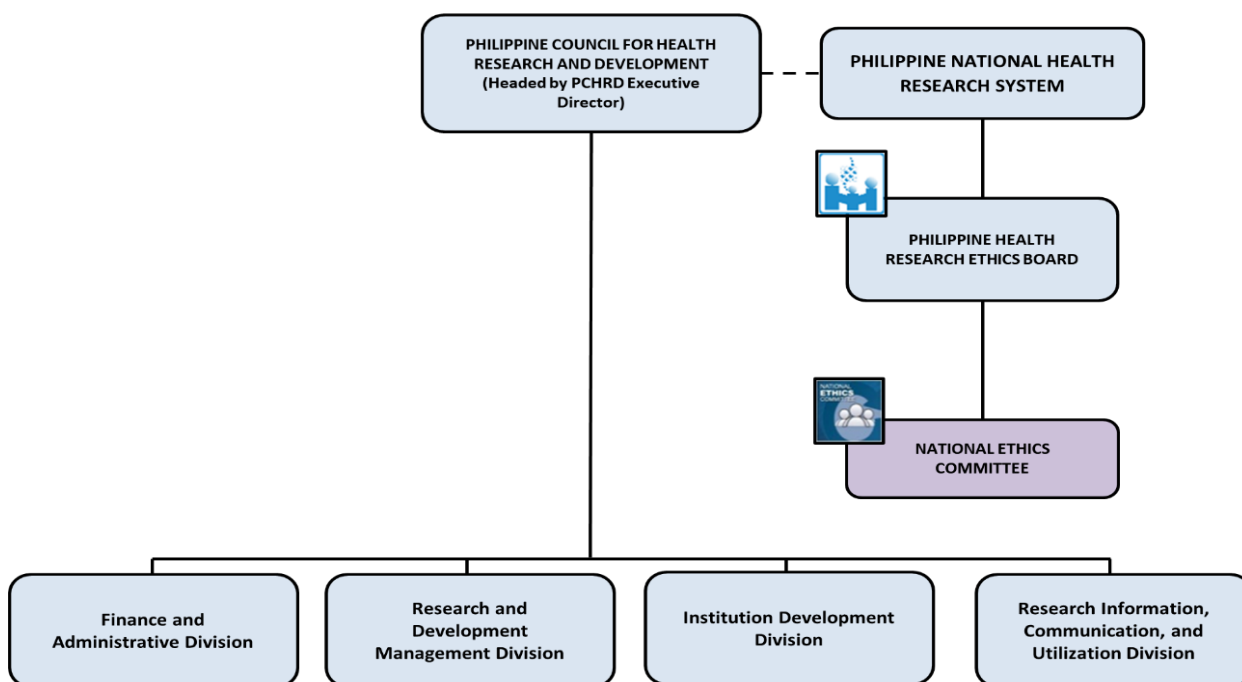 PHILIPPINE COUNCIL FOR HEALTH
RESEARCH AND DEVELOPMENT
(Headed by PCHRD Executive
Director)
PHILIPPINE NATIONAL HEALTH
RESEARCH SYSTEM
PHILIPPINE HEALTH
RESEARCH ETHICS BOARD
NATIONAL
ETHICS
COMMITTEE
NATIONAL ETHICS
COMMITTEE
Finance and
Administrative Division
Research and
Development
Management Division
Institution Development
Division
Research Information,
Communication, and
Utilization Division